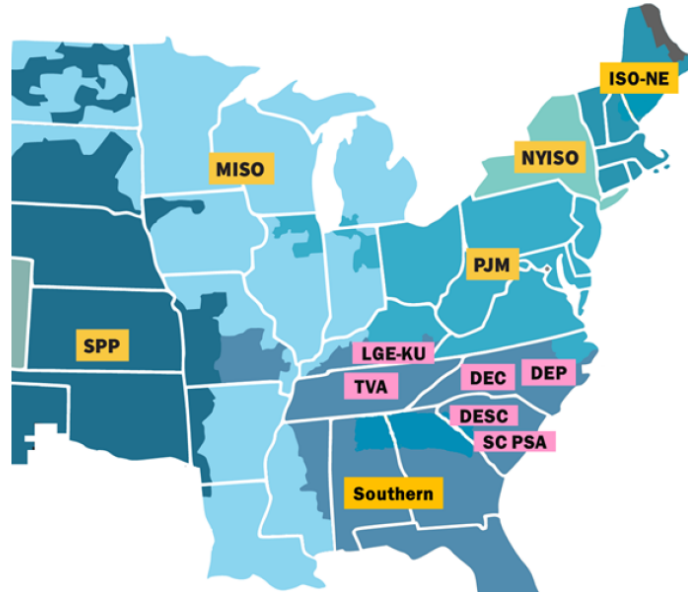 ISO-NE
NYISO
MISO
PJM
SPP
LGE-KU
TVA
DEC
DEP
DESC
SC PSA
Southern